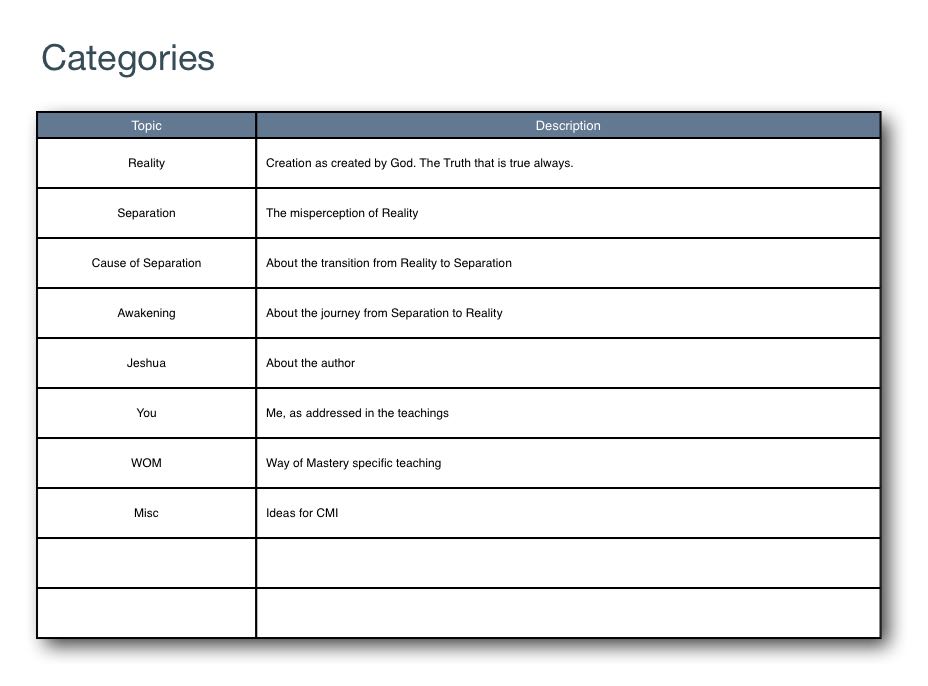 Categories
Topic Description
Reality Creation as created by God. The Truth that is true always.
Separation The misperception of Reality
Cause of Separation About the transition from Reality to Separation
Awakening About the journey from Separation to Reality
Jeshua About the author
You Me, as addressed in the teachings
WOM Way of Mastery specific teaching
Misc Ideas for CMI